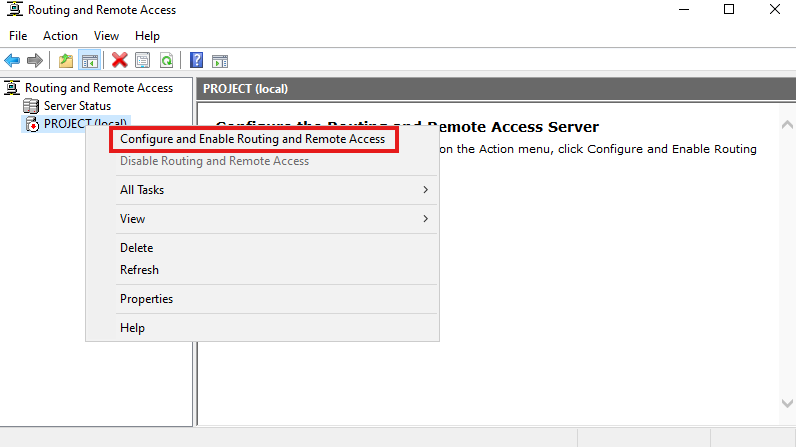 Routing and Remote Access
File Action View Help
Routing and Remote Access
Server Status
PROJECT (local)
PROJECT (local)
Configure the Routing and Remote Access Server
on the Action menu, click Configure and Enable Routing
Configure and Enable Routing and Remote Access
Disable Routing and Remote Access
All Tasks
View
Delete
Refresh
Properties
Help